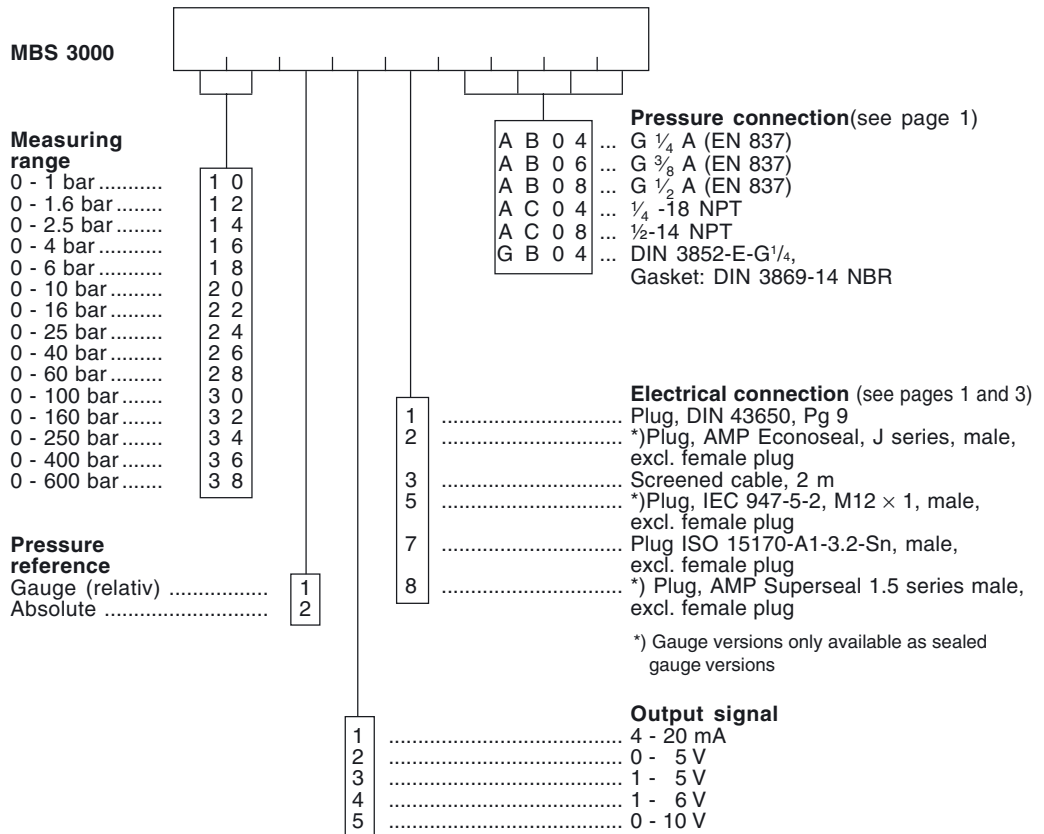 MBS 3000
Pressure connection(see page 1)
A B 0 4 ... G 1/4 A (EN 837)
A B 0 6 ... G 3/8 A (EN 837)
A B 0 8 ... G 1/2 A (EN 837)
A C 0 4 ... 1/4 -18 NPT
A C 0 8 ... ½-14 NPT
G B 0 4 ... DIN 3852-E-G1/4,
Gasket: DIN 3869-14 NBR
Measuring
range
0 - 1 bar ........... 1 0
0 - 1.6 bar ........ 1 2
0 - 2.5 bar ........ 1 4
0 - 4 bar ........... 1 6
0 - 6 bar ........... 1 8
0 - 10 bar ......... 2 0
0 - 16 bar ......... 2 2
0 - 25 bar ......... 2 4
0 - 40 bar ......... 2 6
0 - 60 bar ......... 2 8
0 - 100 bar ....... 3 0
0 - 160 bar ....... 3 2
0 - 250 bar ....... 3 4
0 - 400 bar ....... 3 6
0 - 600 bar ....... 3 8
Electrical connection (see pages 1 and 3)
1 ............................... Plug, DIN 43650, Pg 9
2 ............................... *)Plug, AMP Econoseal, J series, male,
excl. female plug
3 ............................... Screened cable, 2 m
5 ............................... *)Plug, IEC 947-5-2, M12 × 1, male,
excl. female plug
7 ............................... Plug ISO 15170-A1-3.2-Sn, male,
excl. female plug
8 ............................... *) Plug, AMP Superseal 1.5 series male,
excl. female plug
*) Gauge versions only available as sealed
gauge versions
Pressure
reference
Gauge (relativ) ................. 1
Absolute ............................ 2
Output signal
1 ........................................ 4 - 20 mA
2 ........................................ 0 - 5 V
3 ........................................ 1 - 5 V
4 ........................................ 1 - 6 V
5 ........................................ 0 - 10 V